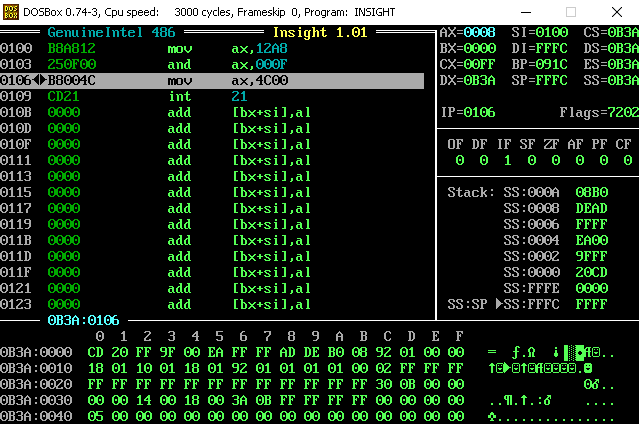 DOSBox 0.74-3, Cpu speed: 3000 cycles, Frameskip 0, Program: INSIGHT
GenuineIntel 486 Insight 1.01
0100 B8A812 mov ax,12A8
0103 250F00 and ax,000F
0106 B8004C mov ax,4C00
0109 CD21 int 21
010B 0000 add [bx+si],al
010D 0000 add [bx+si],al
010F 0000 add [bx+si],al
0111 0000 add [bx+si],al
0113 0000 add [bx+si],al
0115 0000 add [bx+si],al
0117 0000 add [bx+si],al
0119 0000 add [bx+si],al
011B 0000 add [bx+si],al
011D 0000 add [bx+si],al
011F 0000 add [bx+si],al
0121 0000 add [bx+si],al
0123 0000 add [bx+si],al
AX=0008 SI=0100 CS=0B3A
BX=0000 DI=FFFC DS=0B3A
CX=00FF BP=091C ES=0B3A
DX=0B3A SP=FFFC SS=0B3A
IP=0106 Flags=7202
OF DF IF SF ZF AF PF CF
0 0 1 0 0 0 0 0
Stack: SS:000A 08B0
SS:0008 DEAD
SS:0006 FFFF
SS:0004 EA00
SS:0002 9FFF
SS:0000 20CD
SS:FFFE 0000
SS:SP ►SS:FFFC FFFF
0B3A:0106
0 1 2 3 4 5 6 7 8 9 A B C D E F
0B3A:0000 CD 20 FF 9F 00 EA FF FF AD DE B0 08 92 01 00 00
0B3A:0010 18 01 10 01 18 01 92 01 01 01 01 00 02 FF FF FF
0B3A:0020 FF FF FF FF FF FF FF FF FF FF FF FF 30 0B 00 00
0B3A:0030 00 00 14 00 18 00 3A 0B FF FF FF FF 00 00 00 00
0B3A:0040 05 00 00 00 00 00 00 00 00 00 00 00 00 00 00 00